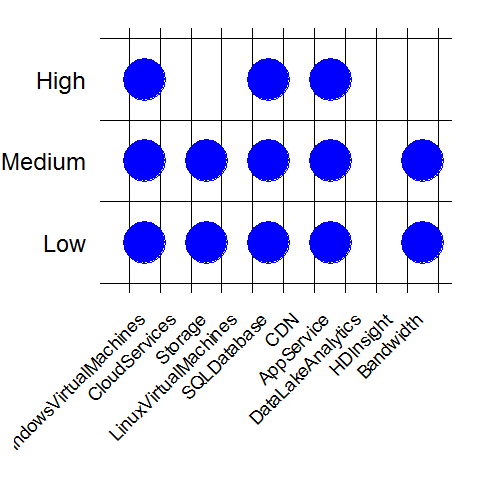 High
Medium
Low
ndowsVirtualMachines
CloudServices
Storage
LinuxVirtualMachines
SQLDatabase
CDN
AppService
DataLakeAnalytics
HDInsight
Bandwidth